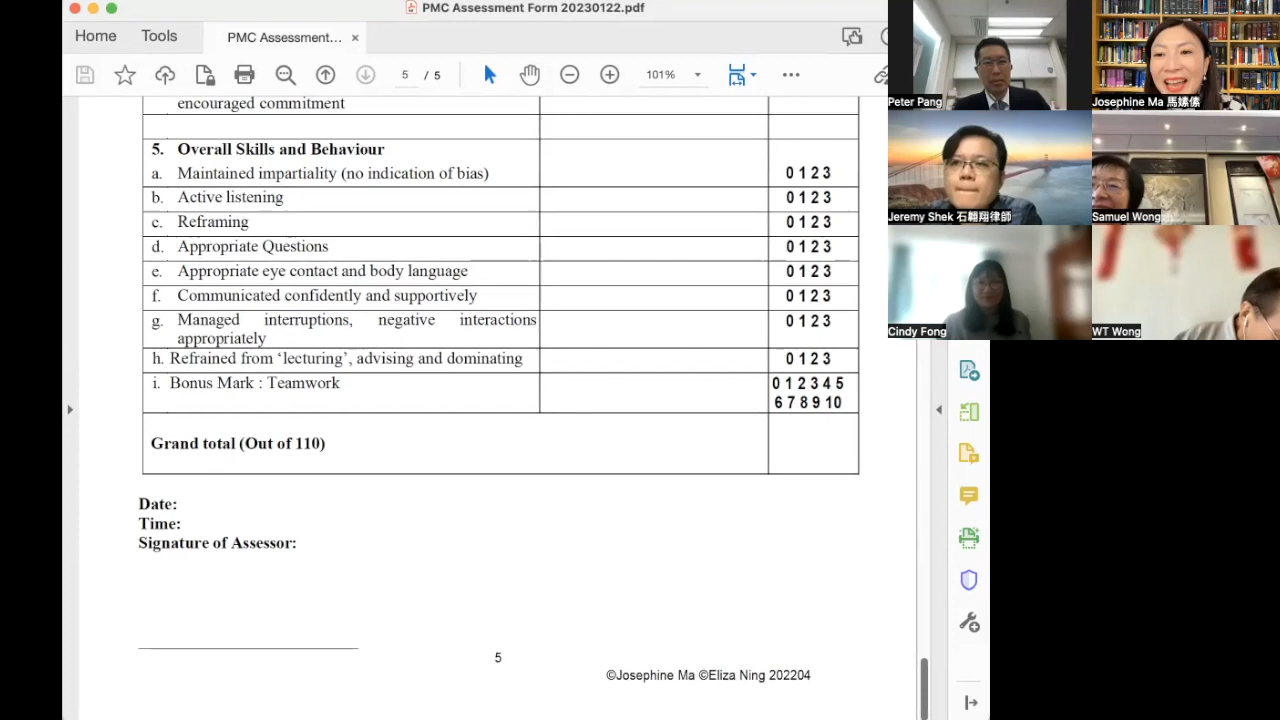 PMC Assessment Form 20230122.pdf
Home
Tools
PMC Assessment... ×
5 / 5
101%
encouraged commitment
5. Overall Skills and Behaviour
a. Maintained impartiality (no indication of bias) 0 1 2 3
b. Active listening 0 1 2 3
c. Reframing 0 1 2 3
d. Appropriate Questions 0 1 2 3
e. Appropriate eye contact and body language 0 1 2 3
f. Communicated confidently and supportively 0 1 2 3
g. Managed interruptions, negative interactions 0 1 2 3
appropriately
h. Refrained from ‘lecturing’, advising and dominating 0 1 2 3
i. Bonus Mark : Teamwork 0 1 2 3 4 5
6 7 8 9 10
Grand total (Out of 110)
Date:
Time:
Signature of Assessor:
5
©Josephine Ma ©Eliza Ning 202204
Peter Pang
Josephine Ma 馬嫊傃
Jeremy Shek 石翱翔律師
Samuel Wong
Cindy Fong
WT Wong